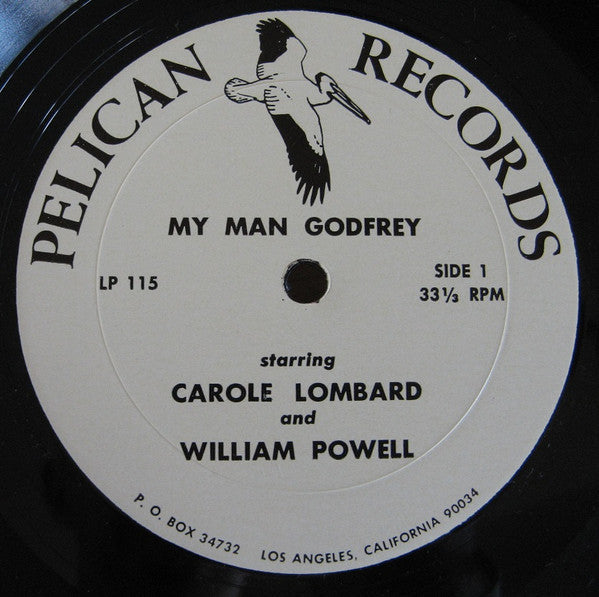 PELICAN RECORDS
MY MAN GODFREY
LP 115
SIDE 1
33⅓ RPM
starring
CAROLE LOMBARD
and
WILLIAM POWELL
P. O. BOX 34732 LOS ANGELES, CALIFORNIA 90034